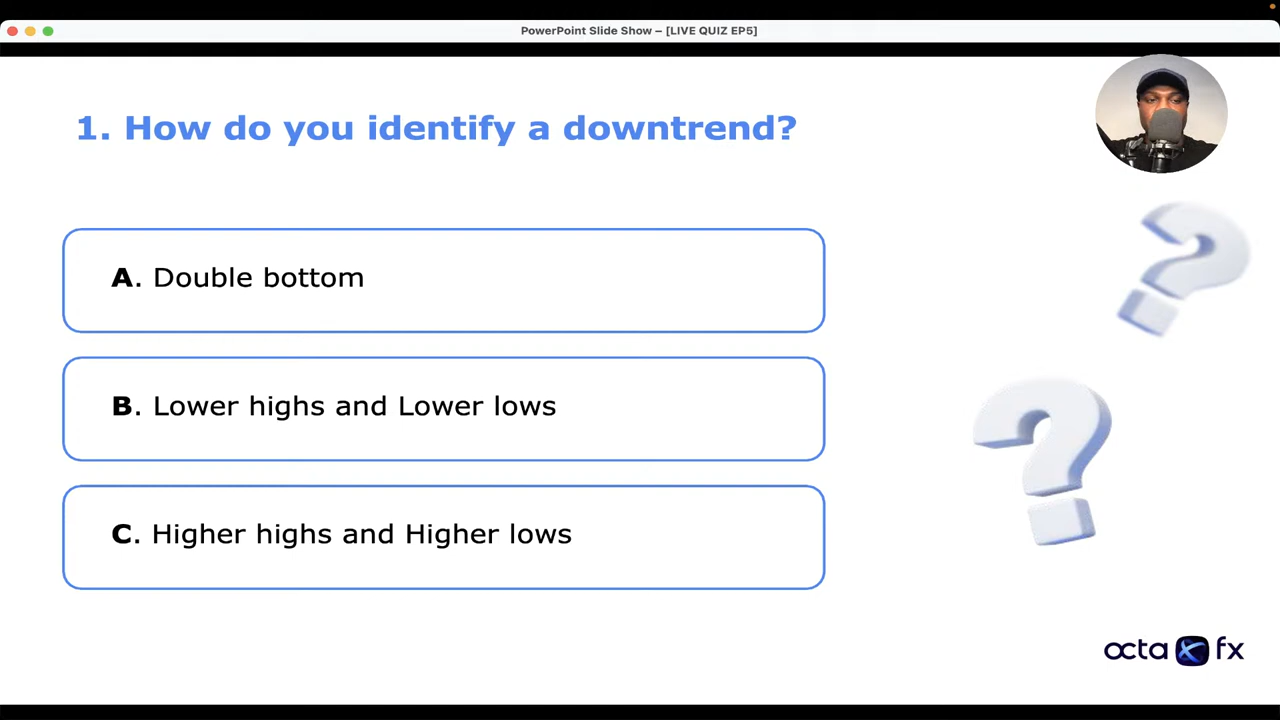 PowerPoint Slide Show – [LIVE QUIZ EP5]
1. How do you identify a downtrend?
A. Double bottom
B. Lower highs and Lower lows
C. Higher highs and Higher lows
octa fx